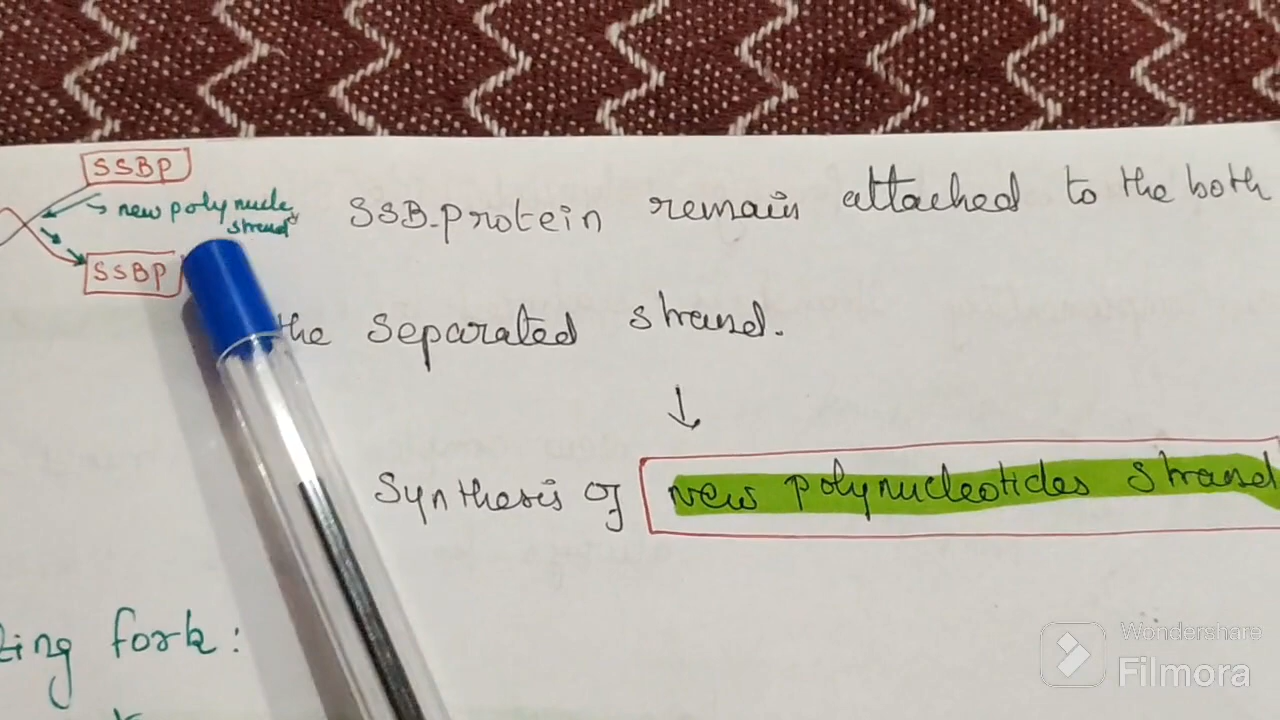 SSBP
new polynucle
strand
SSBP
SSB.protein remain attached to the both
the separated strand.
↓
Synthesis of new polynucleotides strand
ting fork:
Wondershare
Filmora